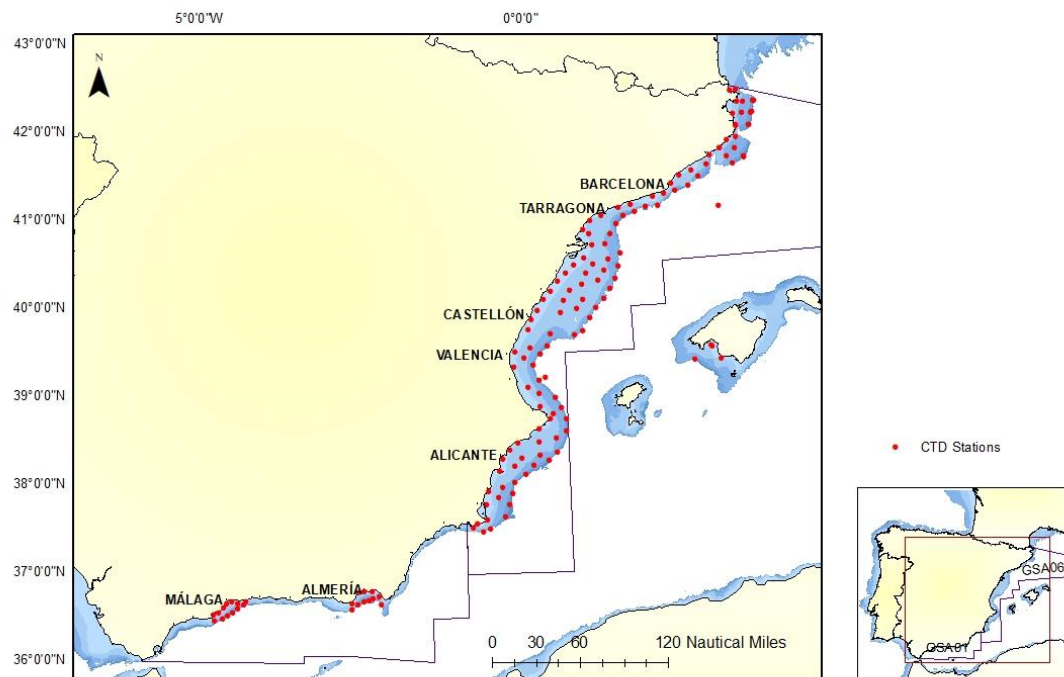 5°0'0"W
0°0'0"
43°0'0"N
42°0'0"N
41°0'0"N
40°0'0"N
39°0'0"N
38°0'0"N
37°0'0"N
36°0'0"N
N
BARCELONA
TARRAGONA
CASTELLÓN
VALENCIA
ALICANTE
ALMERÍA
MÁLAGA
0 30 60 120 Nautical Miles
CTD Stations
GSA06
GSA01